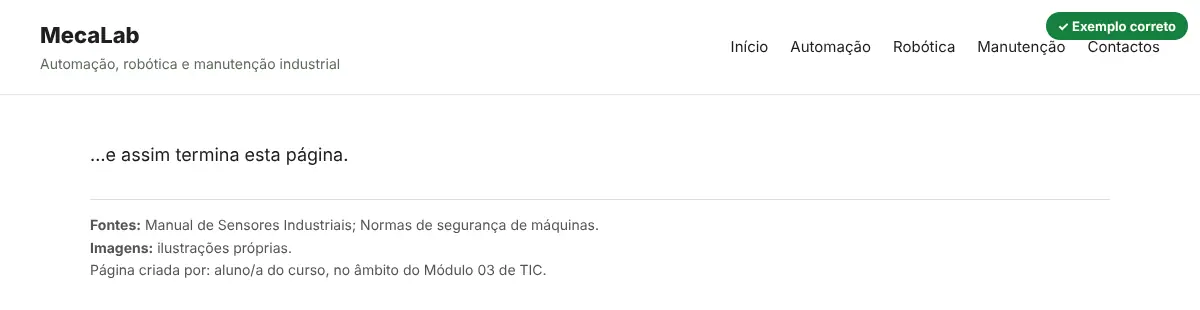 MecaLab
Automação, robótica e manutenção industrial
Início Automação Robótica Manutenção Contactos
✓ Exemplo correto
...e assim termina esta página.
Fontes: Manual de Sensores Industriais; Normas de segurança de máquinas.
Imagens: ilustrações próprias.
Página criada por: aluno/a do curso, no âmbito do Módulo 03 de TIC.